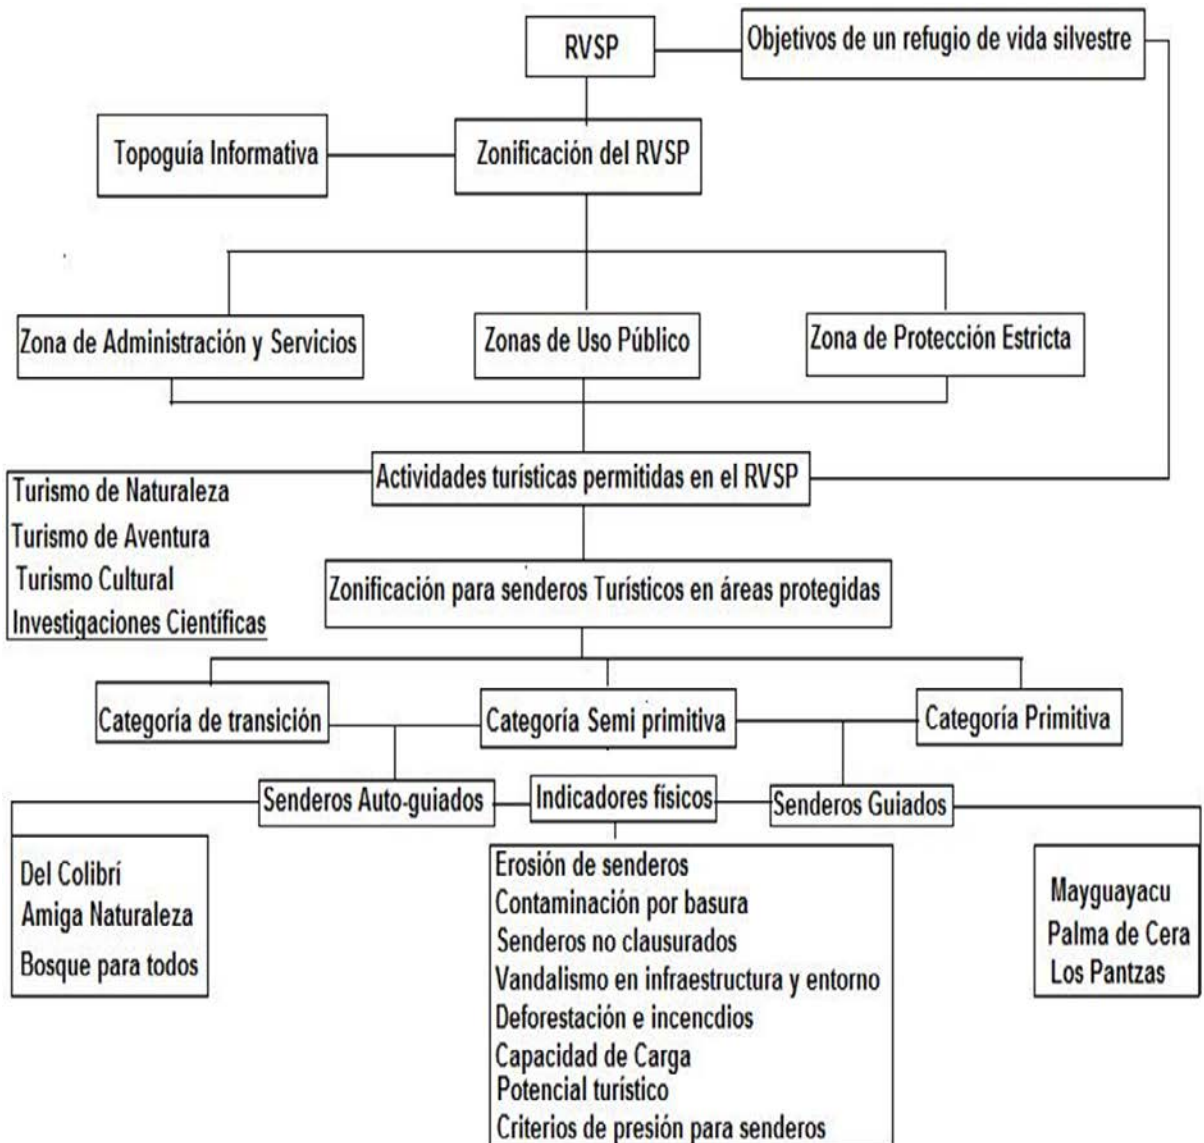 RVSP
Objetivos de un refugio de vida silvestre
Topoguía Informativa
Zonificación del RVSP
Zona de Administración y Servicios
Zonas de Uso Público
Zona de Protección Estricta
Actividades turísticas permitidas en el RVSP
Turismo de Naturaleza
Turismo de Aventura
Turismo Cultural
Investigaciones Científicas
Zonificación para senderos Turísticos en áreas protegidas
Categoría de transición
Categoría Semi primitiva
Categoría Primitiva
Senderos Auto-guiados
Indicadores físicos
Senderos Guiados
Del Colibrí
Amiga Naturaleza
Bosque para todos
Erosión de senderos
Contaminación por basura
Senderos no clausurados
Vandalismo en infraestructura y entorno
Deforestación e incencdios
Capacidad de Carga
Potencial turístico
Criterios de presión para senderos
Mayguayacu
Palma de Cera
Los Pantzas